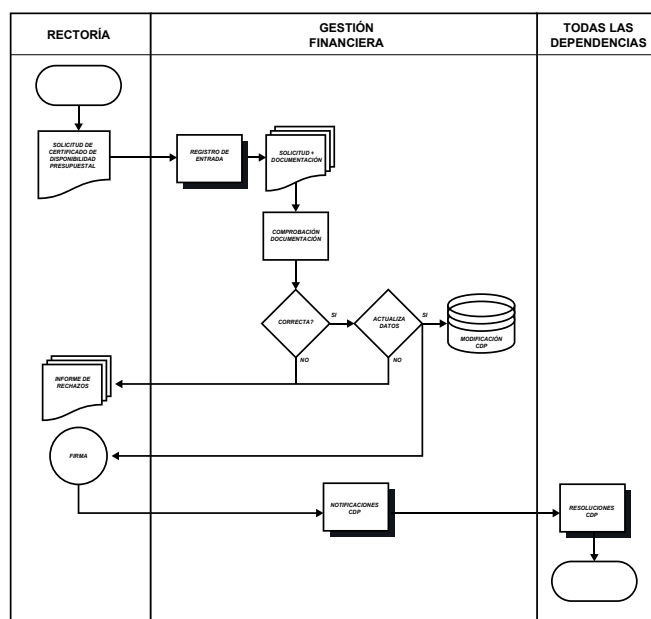 RECTORÍA
GESTIÓN
FINANCIERA
TODAS LAS
DEPENDENCIAS
SOLICITUD DE
CERTIFICADO DE
DISPONIBILIDAD
PRESUPUESTAL
REGISTRO DE
ENTRADA
SOLICITUD +
DOCUMENTACIÓN
COMPROBACIÓN
DOCUMENTACIÓN
CORRECTA?
SI
ACTUALIZA
DATOS
SI
MODIFICACIÓN
CDP
NO
NO
INFORME DE
RECHAZOS
FIRMA
NOTIFICACIONES
CDP
RESOLUCIONES
CDP